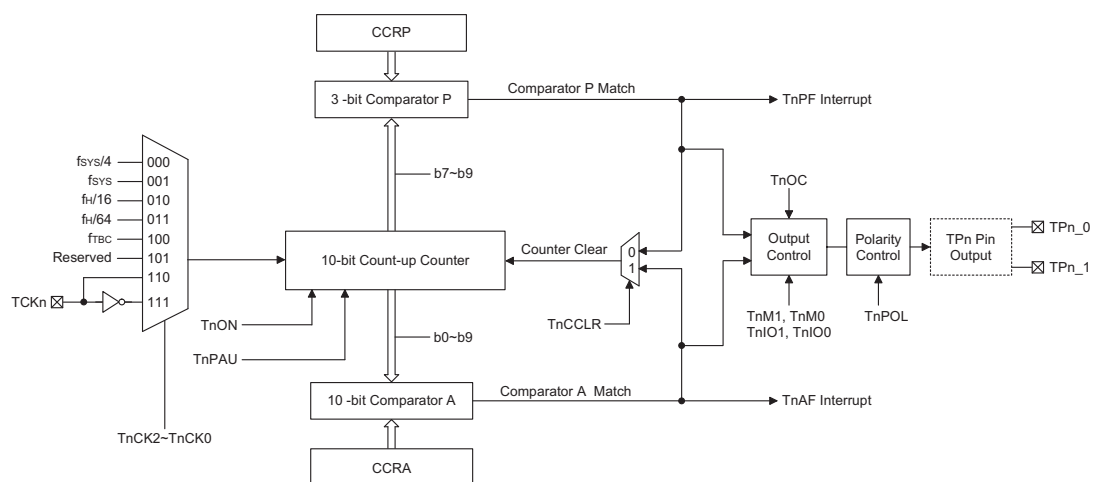 CCRP
3 -bit Comparator P
Comparator P Match
TnPF Interrupt
fSYS/4
000
fSYS
001
fH/16
010
fH/64
011
fTBC
100
Reserved
101
110
TCKn
111
b7~b9
10-bit Count-up Counter
Counter Clear
0
1
TnOC
Output
Control
Polarity
Control
TPn Pin
Output
TPn_0
TPn_1
TnON
TnPAU
TnCCLR
TnM1, TnM0
TnIO1, TnIO0
TnPOL
b0~b9
10 -bit Comparator A
Comparator A  Match
TnAF Interrupt
TnCK2~TnCK0
CCRA